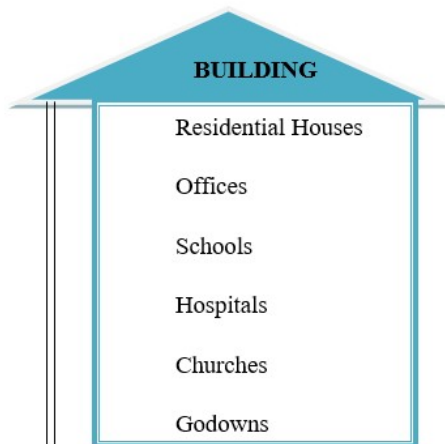 BUILDING
Residential Houses
Offices
Schools
Hospitals
Churches
Godowns